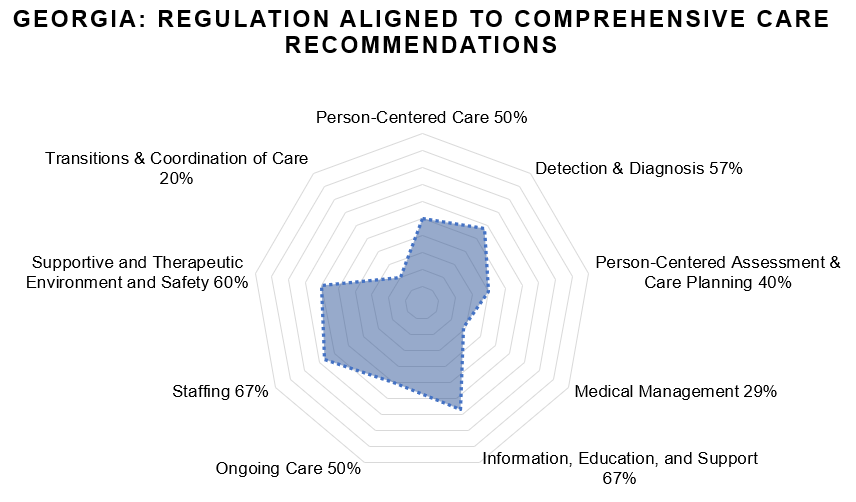 GEORGIA: REGULATION ALIGNED TO COMPREHENSIVE CARE
RECOMMENDATIONS
Person-Centered Care 50%
Transitions & Coordination of Care
20%
Detection & Diagnosis 57%
Supportive and Therapeutic
Environment and Safety 60%
Person-Centered Assessment &
Care Planning 40%
Staffing 67%
Medical Management 29%
Ongoing Care 50%
Information, Education, and Support
67%